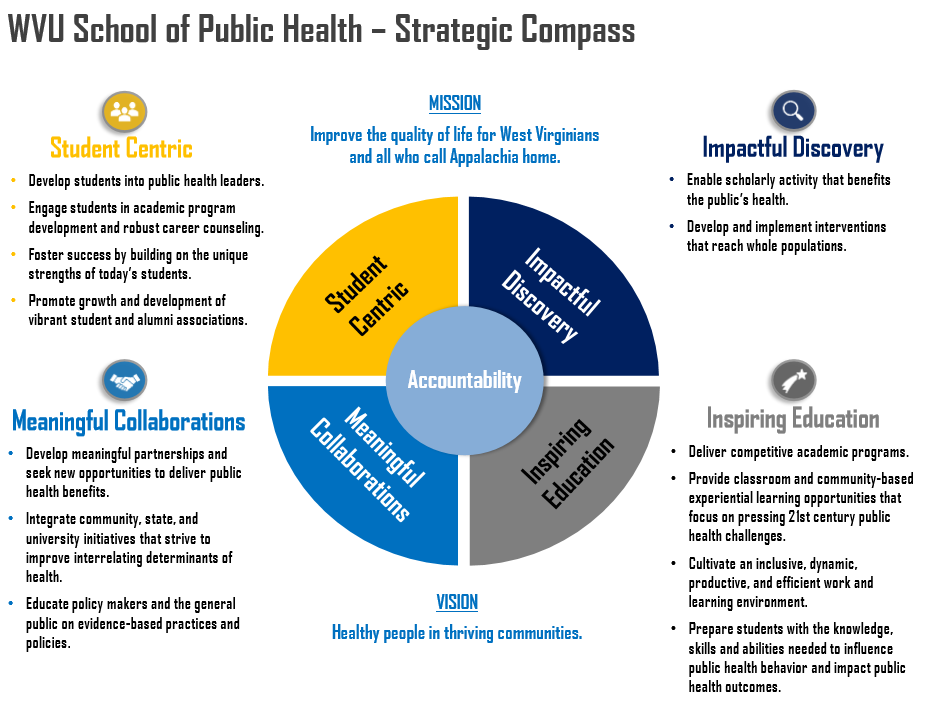 WVU School of Public Health – Strategic Compass
MISSION
Improve the quality of life for West Virginians
and all who call Appalachia home.
Student Centric
• Develop students into public health leaders.
• Engage students in academic program
development and robust career counseling.
• Foster success by building on the unique
strengths of today's students.
• Promote growth and development of
vibrant student and alumni associations.
Impactful Discovery
• Enable scholarly activity that benefits
the public's health.
• Develop and implement interventions
that reach whole populations.
Student
Centric
Impactful
Discovery
Accountability
Meaningful
Collaborations
Inspiring
Education
Meaningful Collaborations
• Develop meaningful partnerships and
seek new opportunities to deliver public
health benefits.
• Integrate community, state, and
university initiatives that strive to
improve interrelating determinants of
health.
• Educate policy makers and the general
public on evidence-based practices and
policies.
Inspiring Education
• Deliver competitive academic programs.
• Provide classroom and community-based
experiential learning opportunities that
focus on pressing 21st century public
health challenges.
• Cultivate an inclusive, dynamic,
productive, and efficient work and
learning environment.
• Prepare students with the knowledge,
skills and abilities needed to influence
public health behavior and impact public
health outcomes.
VISION
Healthy people in thriving communities.